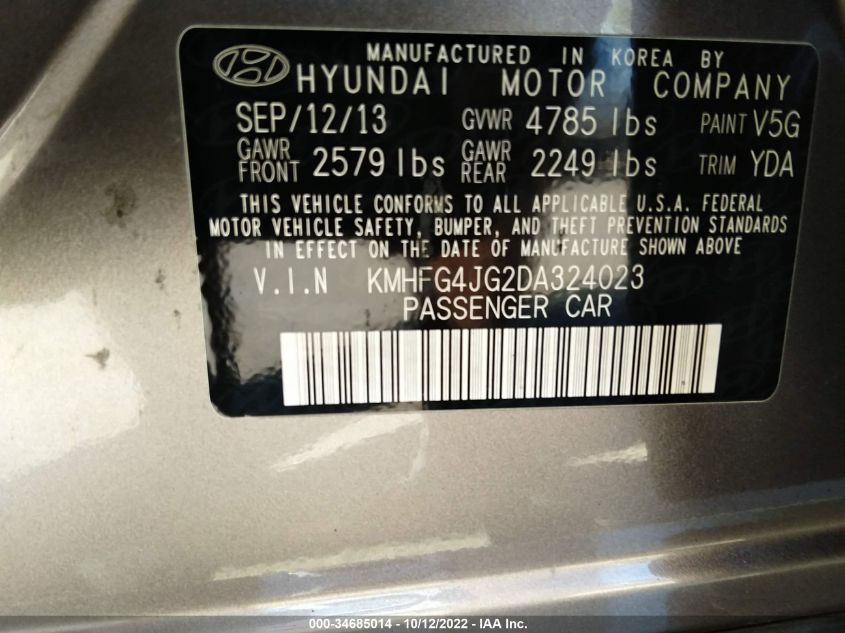 MANUFACTURED IN KOREA BY
HYUNDAI MOTOR COMPANY
SEP/12/13 GVWR 4785 lbs PAINT V5G
GAWR FRONT 2579 lbs GAWR REAR 2249 lbs TRIM YDA
THIS VEHICLE CONFORMS TO ALL APPLICABLE U.S.A. FEDERAL
MOTOR VEHICLE SAFETY, BUMPER, AND THEFT PREVENTION STANDARDS
IN EFFECT ON THE DATE OF MANUFACTURE SHOWN ABOVE
V.I.N KMHFG4JG2DA324023
PASSENGER CAR
000-34685014 - 10/12/2022 - IAA Inc.